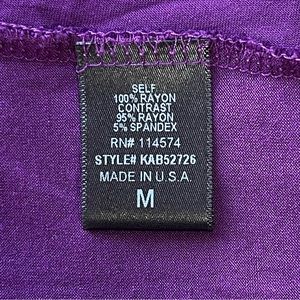 SELF
100% RAYON
CONTRAST
95% RAYON
5% SPANDEX
RN# 114574
STYLE# KAB52726
MADE IN U.S.A.
M